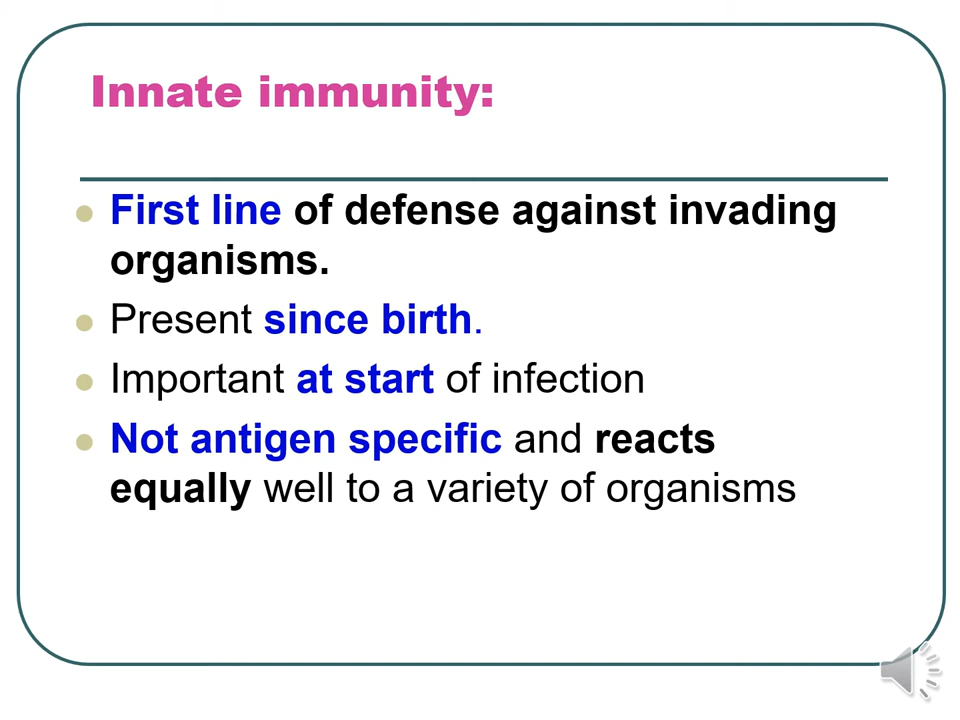 Innate immunity:
First line of defense against invading
organisms.
Present since birth.
Important at start of infection
Not antigen specific and reacts
equally well to a variety of organisms